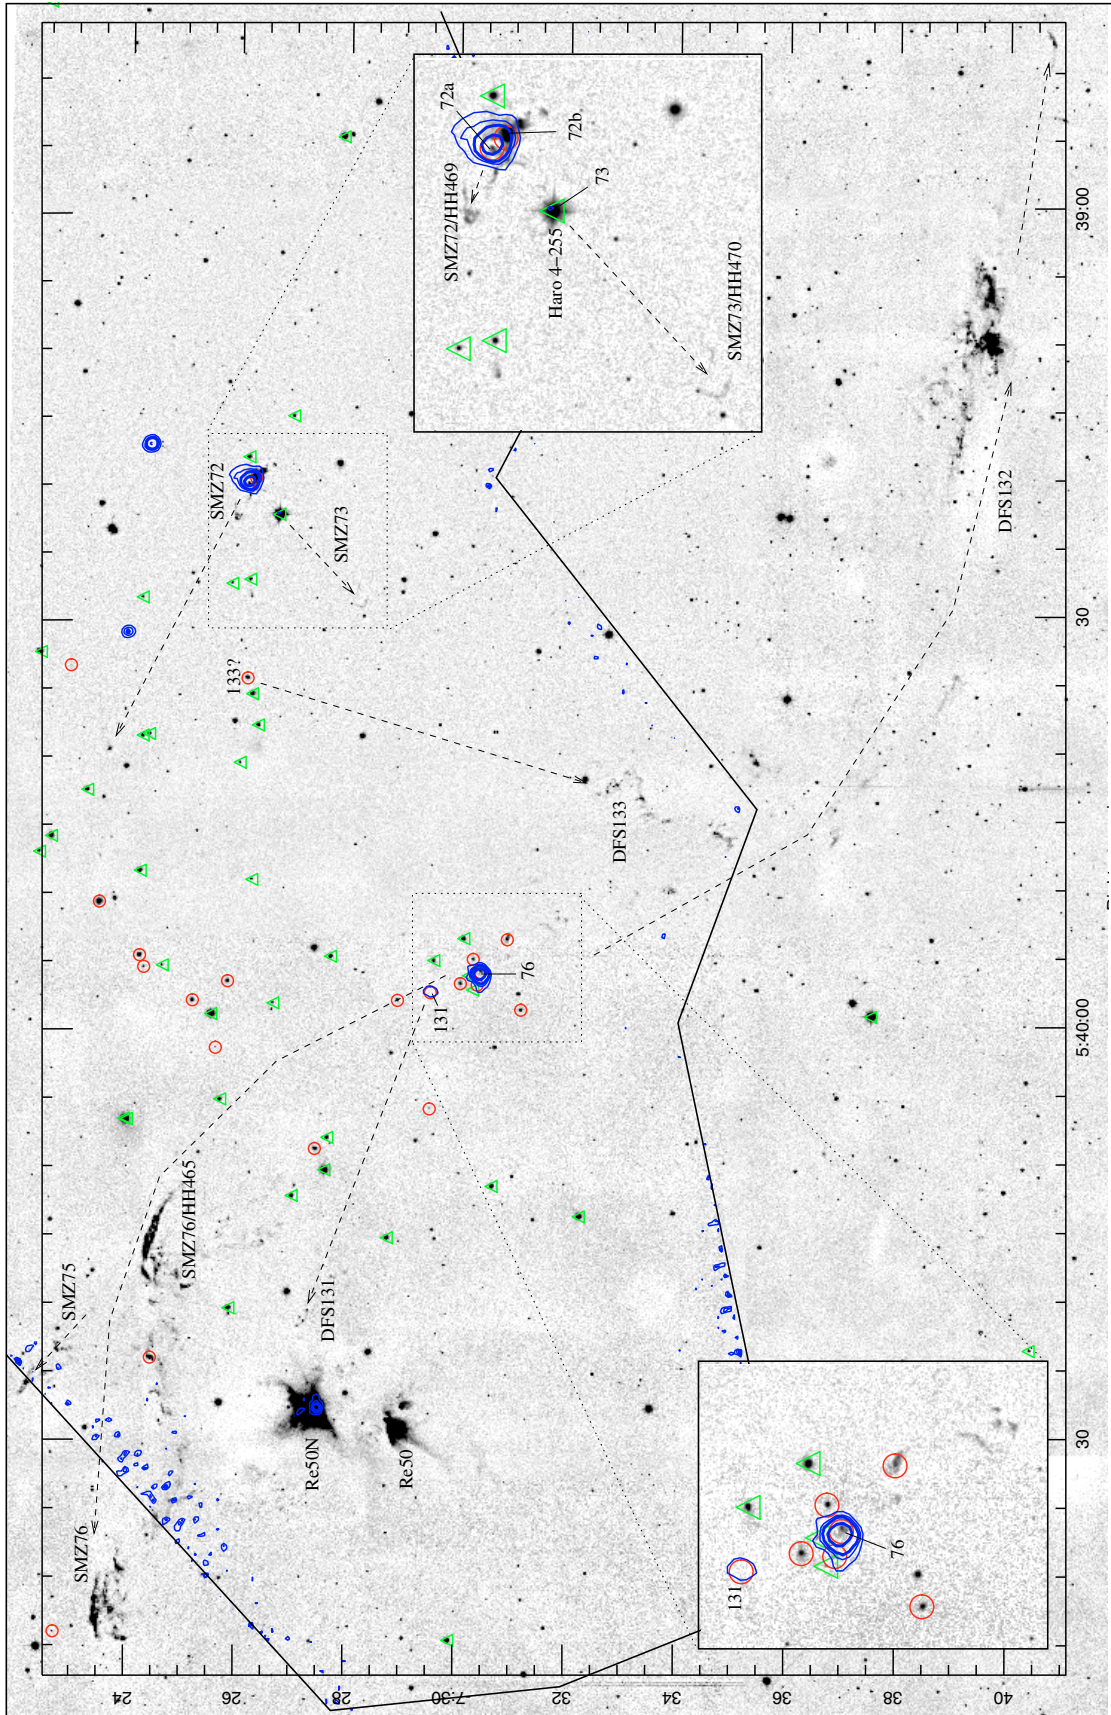 72a
72b
SMZ72/HH469
73
Haro 4−255
SMZ73/HH470
39:00
SMZ72
SMZ73
DFS132
30
133?
DFS133
76
131
5:40:00
SMZ76/HH465
SMZ75
DFS131
Re50N
Re50
30
SMZ76
131
76
24
26
28
-7:30
32
34
36
38
40